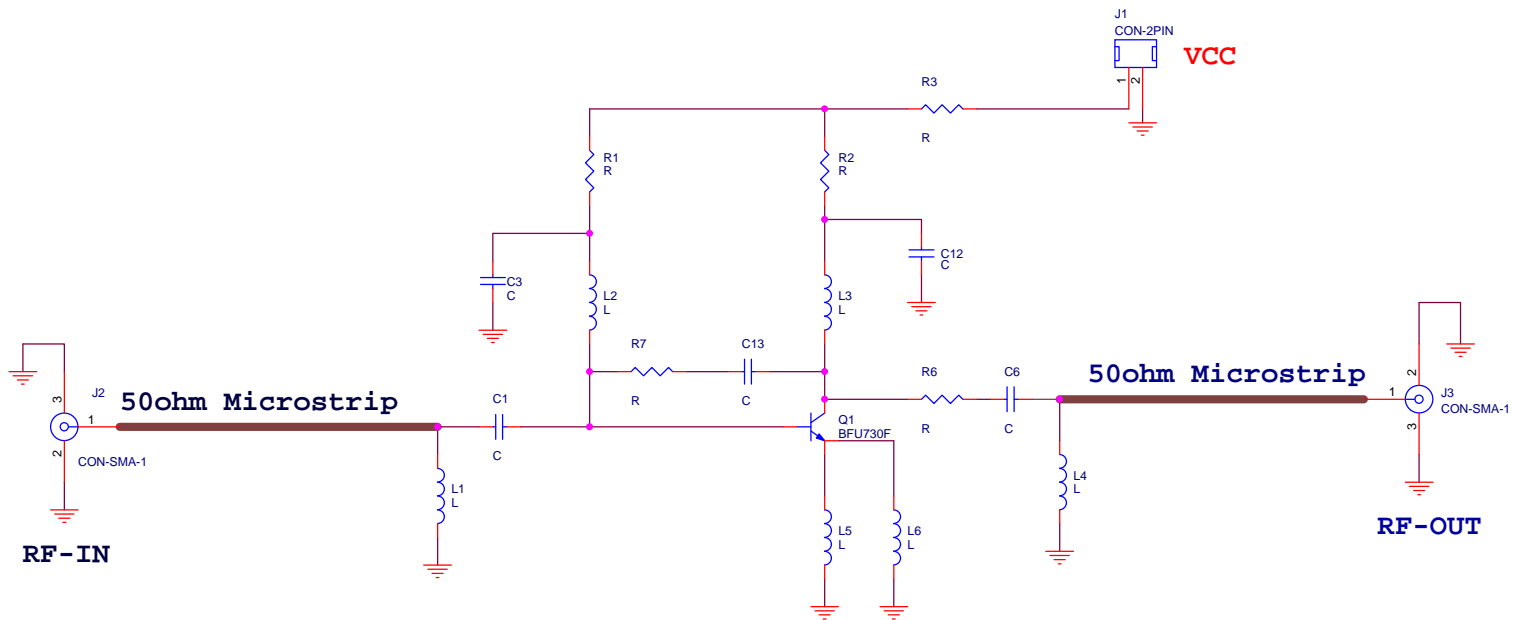 J1
CON-2PIN
VCC
1
2
R3
R
R1
R
R2
R
C3
C
C12
C
L2
L
L3
L
R7
R
C13
C
R6
R
C6
C
J2
3
1
2
CON-SMA-1
50ohm Microstrip
C1
C
Q1
BFU730F
50ohm Microstrip
2
1
3
J3
CON-SMA-1
L1
L
L5
L
L6
L
L4
L
RF-IN
RF-OUT